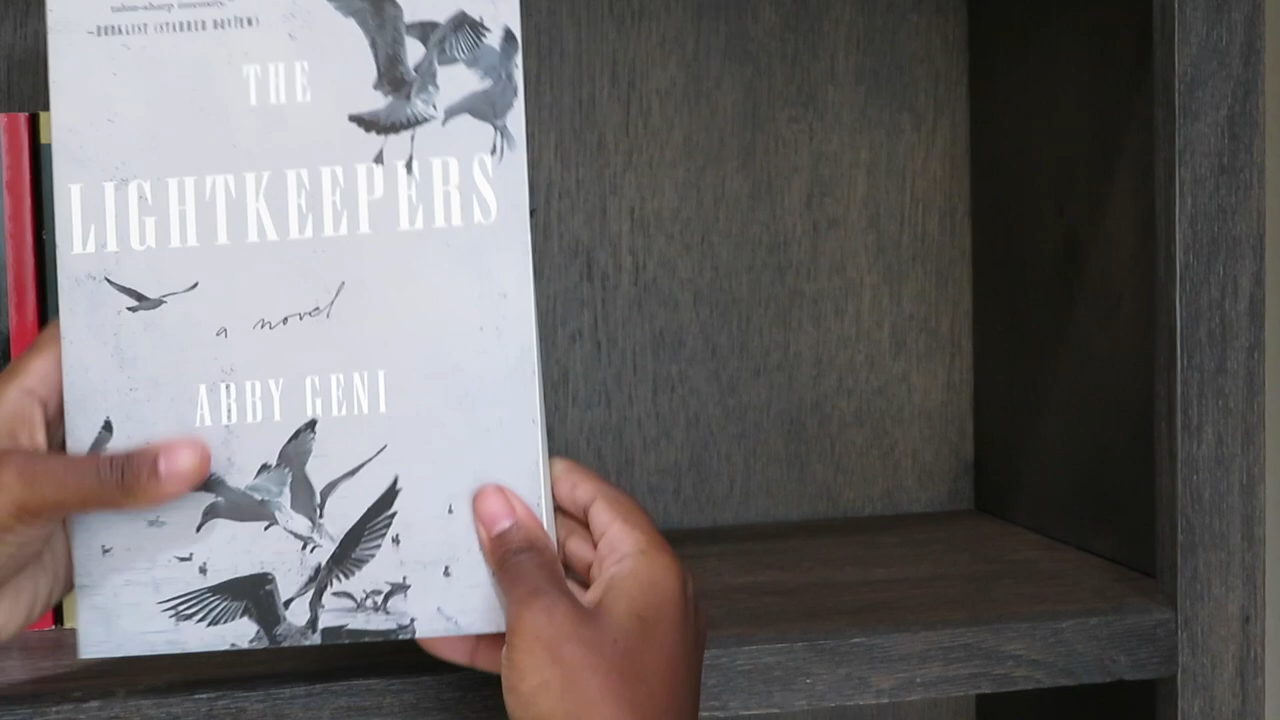 —BOOKLIST (STARRED REVIEW)
THE
LIGHTKEEPERS
a novel
ABBY GENI